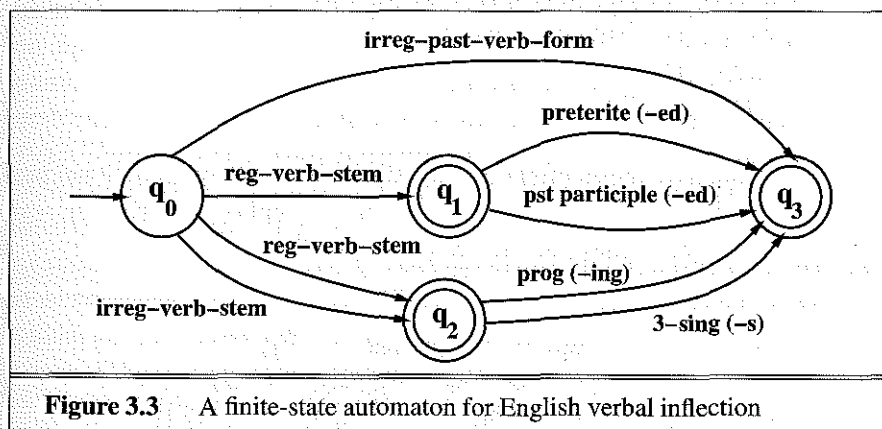 irreg–past–verb–form
preterite (–ed)
reg–verb–stem
q0
q1
pst participle (–ed)
q3
reg–verb–stem
prog (–ing)
irreg–verb–stem
q2
3–sing (–s)
Figure 3.3 A finite-state automaton for English verbal inflection